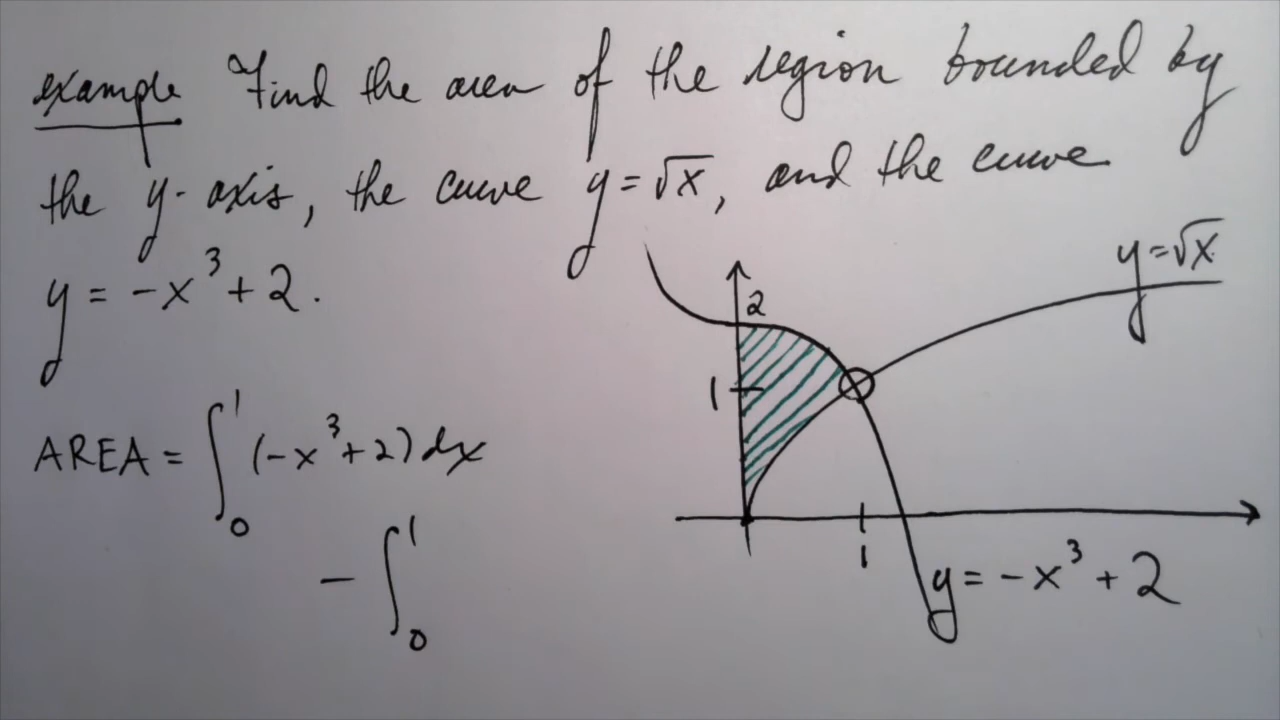 example Find the area of the region bounded by
the y-axis, the curve y = √x, and the curve
y = -x³ + 2.
y = √x
2
1
1
y = -x³ + 2
AREA = ∫₀¹ (-x³+2) dx
- ∫₀¹